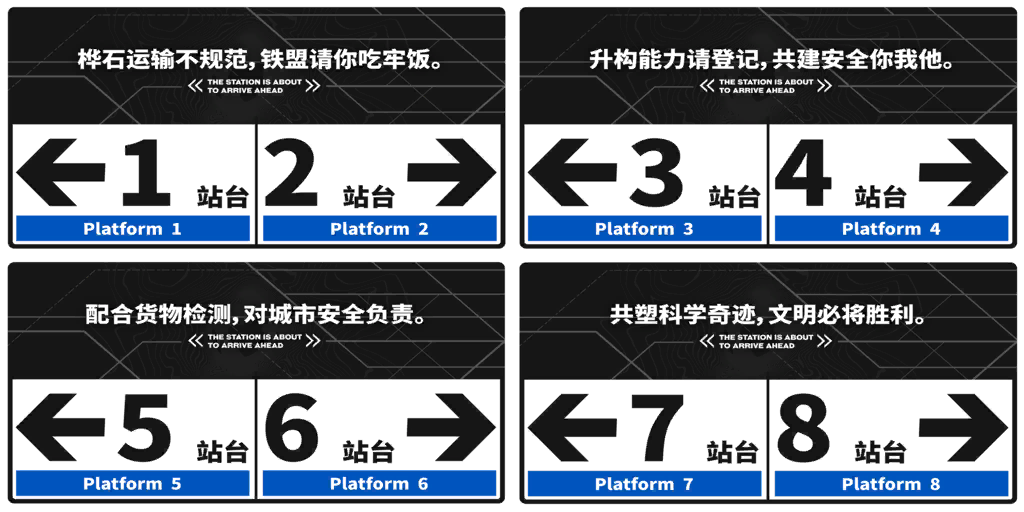 桦石运输不规范，铁盟请你吃牢饭。
THE STATION IS ABOUT
TO ARRIVE AHEAD
1 站台
2 站台
Platform 1
Platform 2
升构能力请登记，共建安全你我他。
THE STATION IS ABOUT
TO ARRIVE AHEAD
3 站台
4 站台
Platform 3
Platform 4
配合货物检测，对城市安全负责。
THE STATION IS ABOUT
TO ARRIVE AHEAD
5 站台
6 站台
Platform 5
Platform 6
共塑科学奇迹，文明必将胜利。
THE STATION IS ABOUT
TO ARRIVE AHEAD
7 站台
8 站台
Platform 7
Platform 8